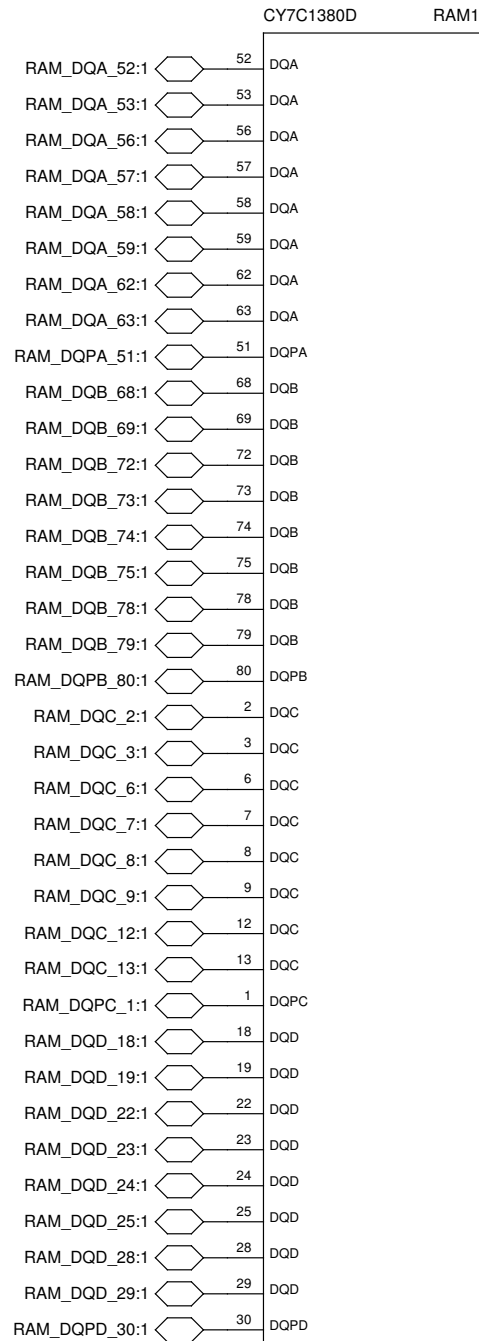 CY7C1380D RAM1
RAM_DQA_52:1 52 DQA
RAM_DQA_53:1 53 DQA
RAM_DQA_56:1 56 DQA
RAM_DQA_57:1 57 DQA
RAM_DQA_58:1 58 DQA
RAM_DQA_59:1 59 DQA
RAM_DQA_62:1 62 DQA
RAM_DQA_63:1 63 DQA
RAM_DQPA_51:1 51 DQPA
RAM_DQB_68:1 68 DQB
RAM_DQB_69:1 69 DQB
RAM_DQB_72:1 72 DQB
RAM_DQB_73:1 73 DQB
RAM_DQB_74:1 74 DQB
RAM_DQB_75:1 75 DQB
RAM_DQB_78:1 78 DQB
RAM_DQB_79:1 79 DQB
RAM_DQPB_80:1 80 DQPB
RAM_DQC_2:1 2 DQC
RAM_DQC_3:1 3 DQC
RAM_DQC_6:1 6 DQC
RAM_DQC_7:1 7 DQC
RAM_DQC_8:1 8 DQC
RAM_DQC_9:1 9 DQC
RAM_DQC_12:1 12 DQC
RAM_DQC_13:1 13 DQC
RAM_DQPC_1:1 1 DQPC
RAM_DQD_18:1 18 DQD
RAM_DQD_19:1 19 DQD
RAM_DQD_22:1 22 DQD
RAM_DQD_23:1 23 DQD
RAM_DQD_24:1 24 DQD
RAM_DQD_25:1 25 DQD
RAM_DQD_28:1 28 DQD
RAM_DQD_29:1 29 DQD
RAM_DQPD_30:1 30 DQPD